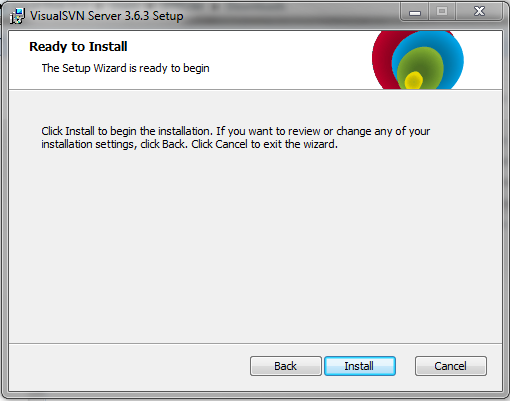 VisualSVN Server 3.6.3 Setup
Ready to Install
The Setup Wizard is ready to begin
Click Install to begin the installation. If you want to review or change any of your
installation settings, click Back. Click Cancel to exit the wizard.
Back Install Cancel